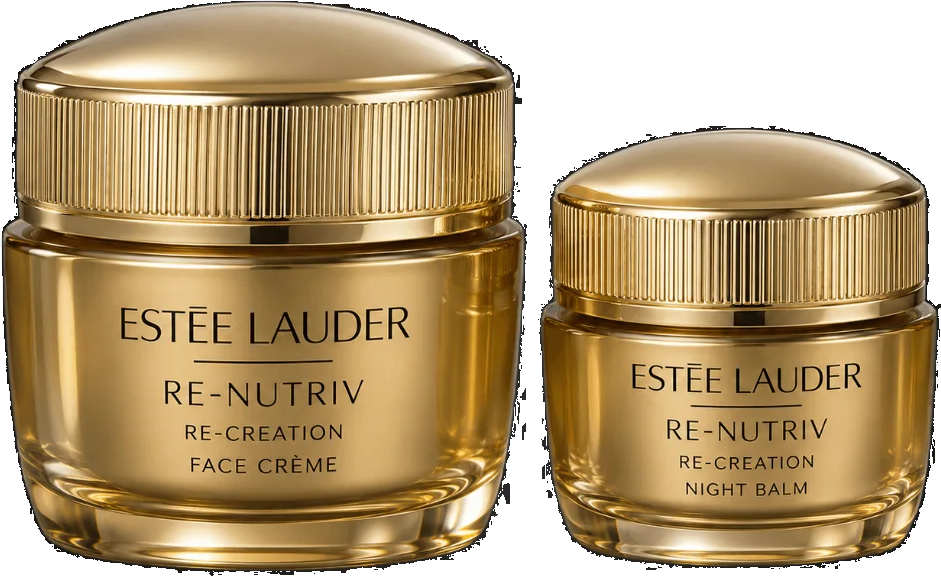 ESTĒE LAUDER
RE-NUTRIV
RE-CREATION
FACE CRÈME
ESTĒE LAUDER
RE-NUTRIV
RE-CREATION
NIGHT BALM